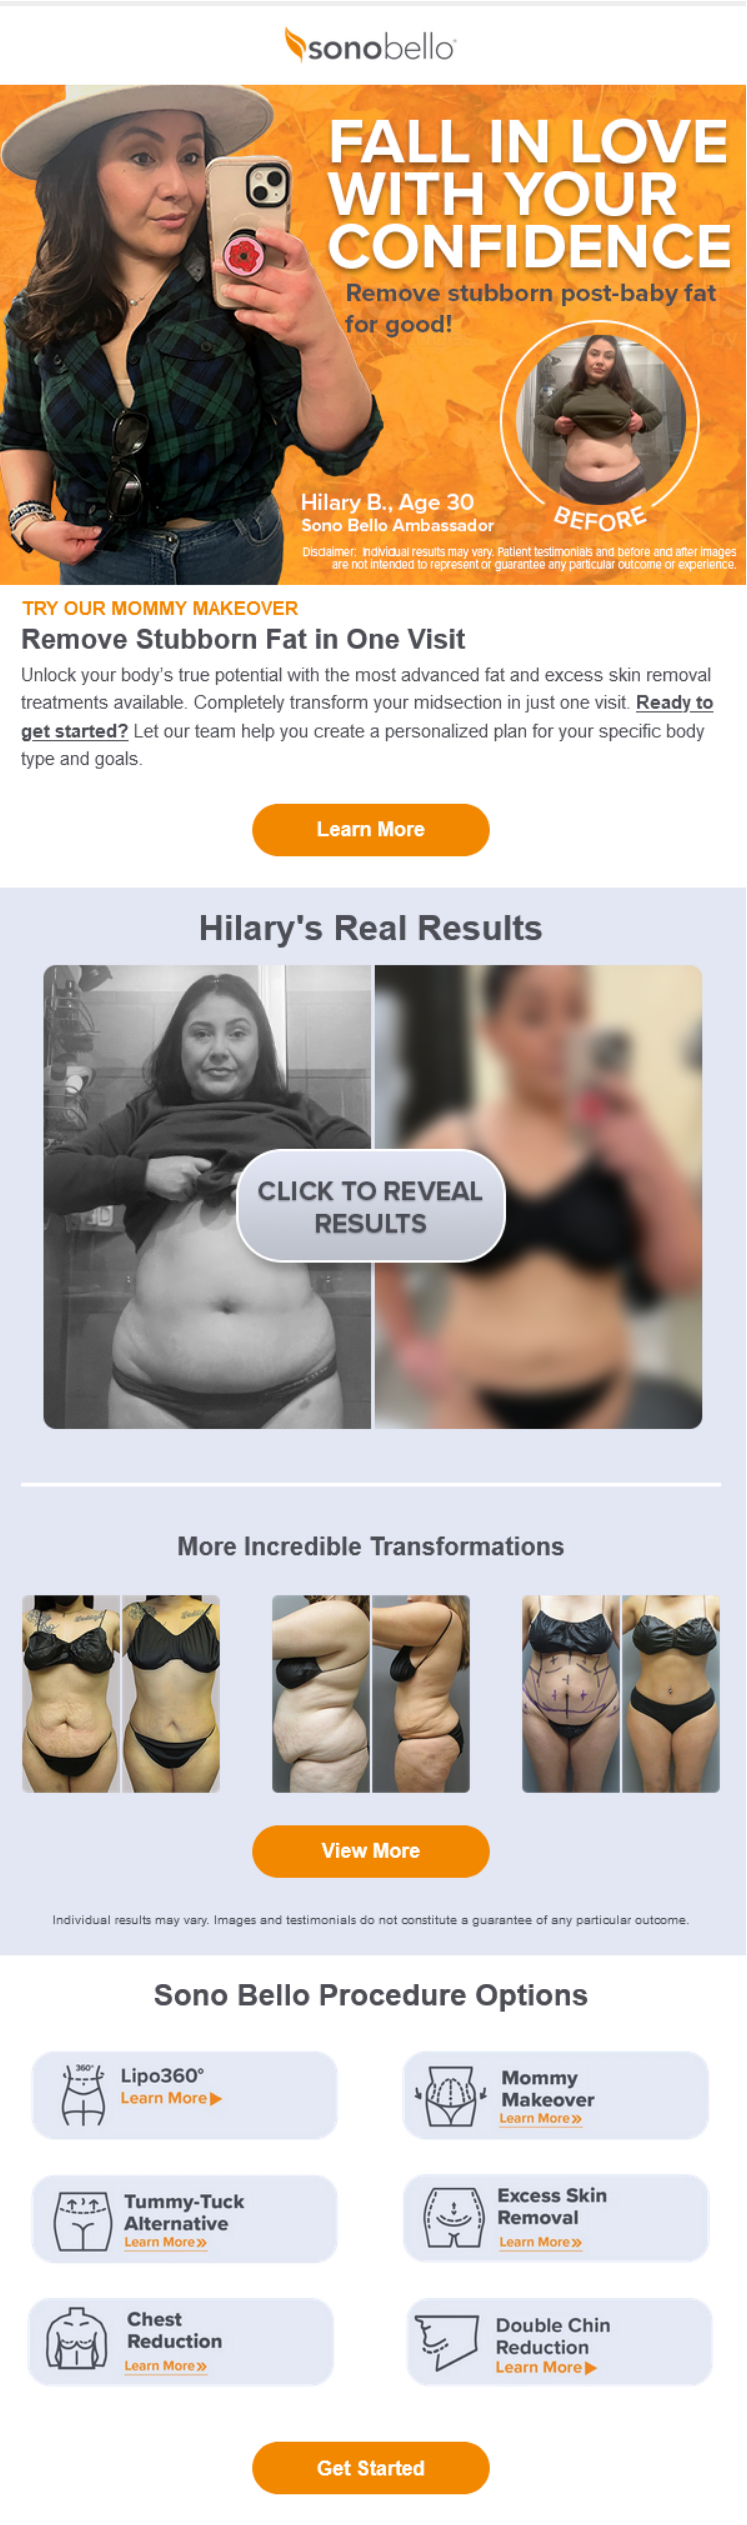 sonobello
FALL IN LOVE
WITH YOUR
CONFIDENCE
Remove stubborn post-baby fat
for good!
BEFORE
Hilary B., Age 30
Sono Bello Ambassador
Disclaimer: Individual results may vary. Patient testimonials and before and after images
are not intended to represent or guarantee any particular outcome or experience.
TRY OUR MOMMY MAKEOVER
Remove Stubborn Fat in One Visit
Unlock your body's true potential with the most advanced fat and excess skin removal
treatments available. Completely transform your midsection in just one visit. Ready to
get started? Let our team help you create a personalized plan for your specific body
type and goals.
Learn More
Hilary's Real Results
CLICK TO REVEAL
RESULTS
More Incredible Transformations
View More
Individual results may vary. Images and testimonials do not constitute a guarantee of any particular outcome.
Sono Bello Procedure Options
360°
Lipo360°
Learn More▶
Mommy
Makeover
Learn More»
Tummy-Tuck
Alternative
Learn More»
Excess Skin
Removal
Learn More»
Chest
Reduction
Learn More»
Double Chin
Reduction
Learn More▶
Get Started